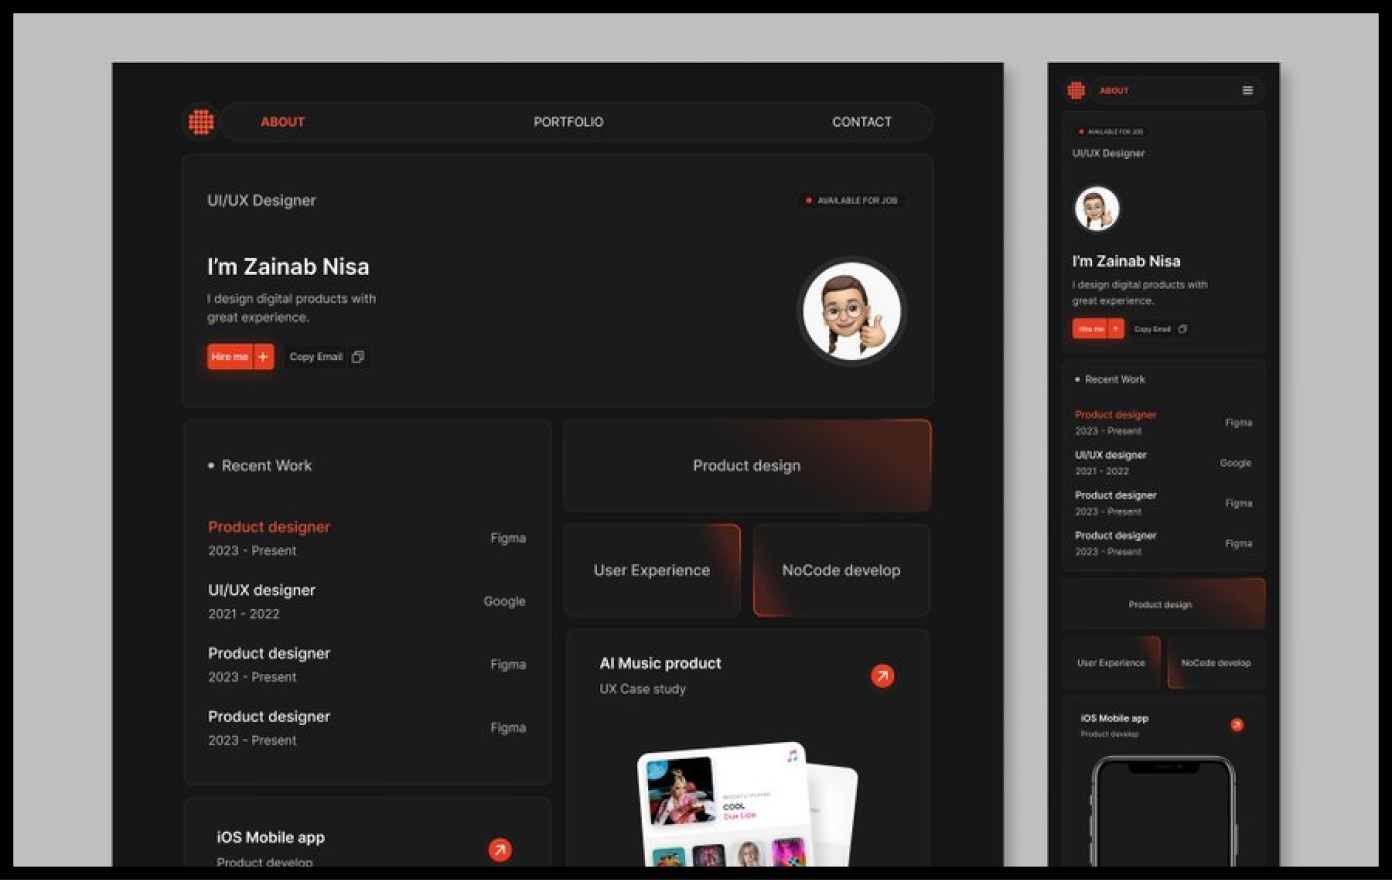 ABOUT
PORTFOLIO
CONTACT
UI/UX Designer
AVAILABLE FOR JOB
I'm Zainab Nisa
I design digital products with
great experience.
Hire me +
Copy Email
• Recent Work
Product designer
2023 - Present
Figma
UI/UX designer
2021 - 2022
Google
Product designer
2023 - Present
Figma
Product designer
2023 - Present
Figma
iOS Mobile app
Product develop
Product design
User Experience
NoCode develop
AI Music product
UX Case study
COOL
Dua Lipa
ABOUT
AVAILABLE FOR JOB
UI/UX Designer
I'm Zainab Nisa
I design digital products with
great experience.
Hire me +
Copy Email
• Recent Work
Product designer
2023 - Present
Figma
UI/UX designer
2021 - 2022
Google
Product designer
2023 - Present
Figma
Product designer
2023 - Present
Figma
Product design
User Experience
NoCode develop
iOS Mobile app
Product develop